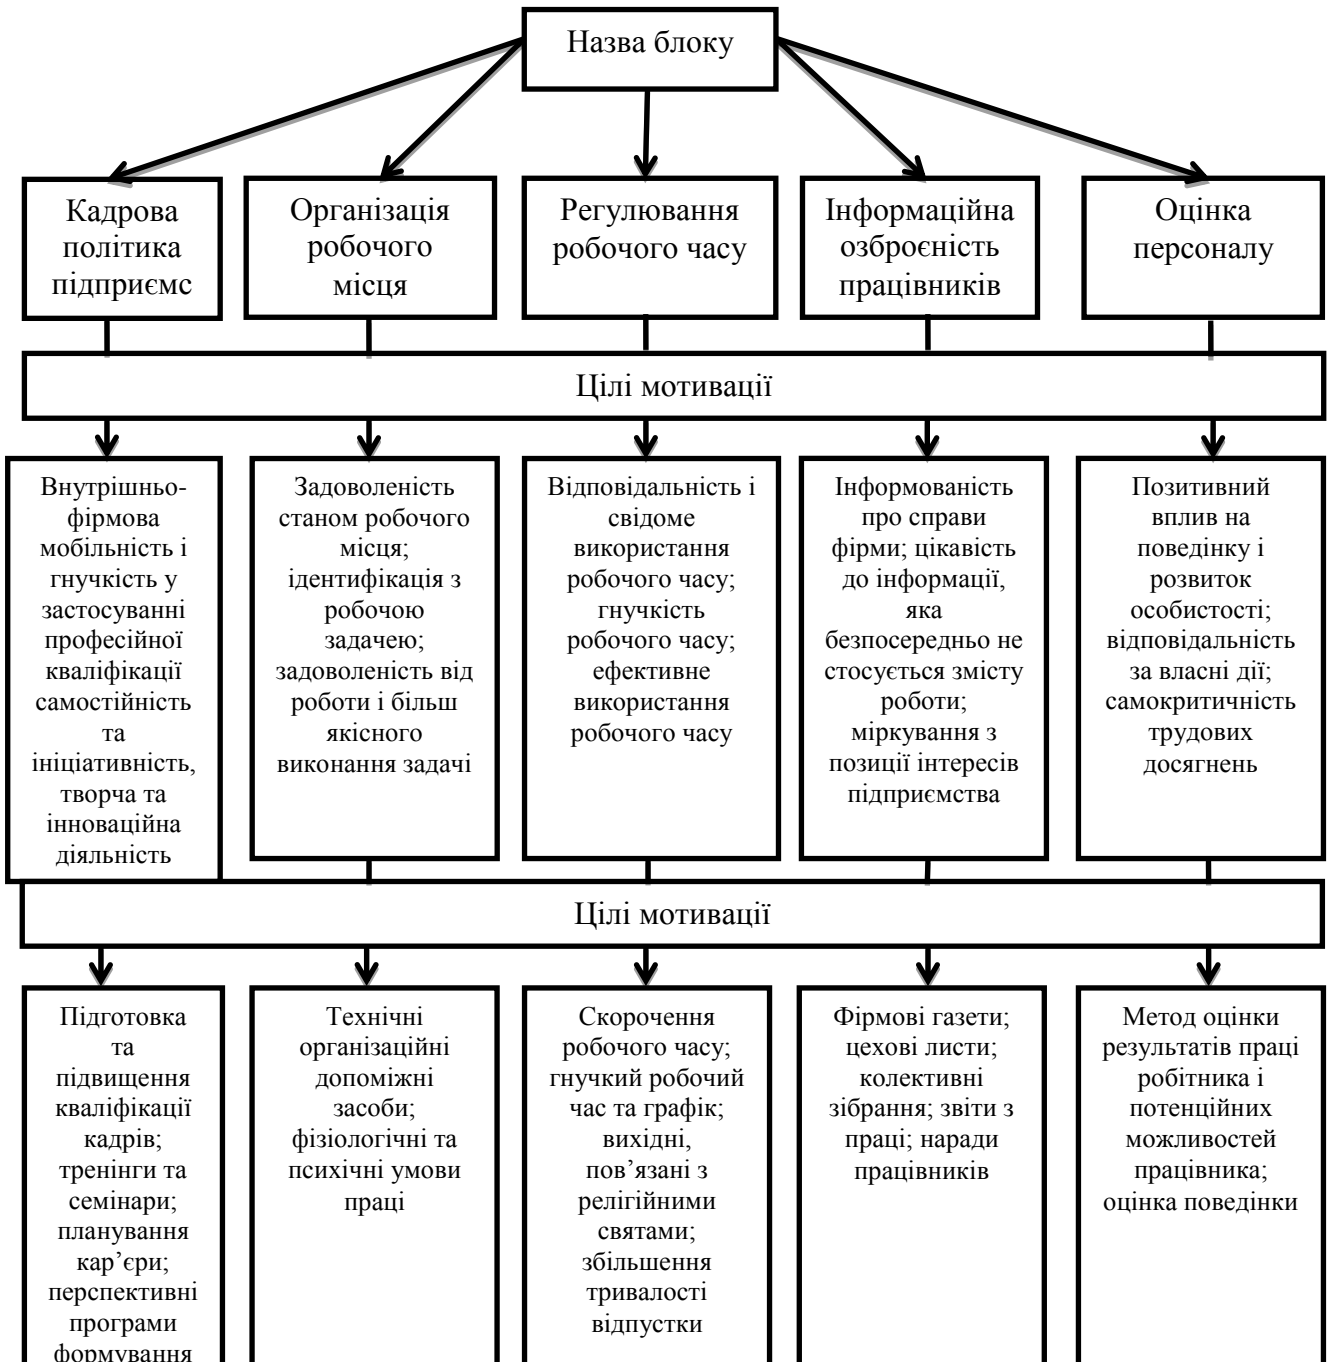 Назва блоку
Кадрова
політика
підприємс
Організація
робочого
місця
Регулювання
робочого часу
Інформаційна
озброєність
працівників
Оцінка
персоналу
Цілі мотивації
Внутрішньо-
фірмова
мобільність і
гнучкість у
застосуванні
професійної
кваліфікації
самостійність
та
ініціативність,
творча та
інноваційна
діяльність
Задоволеність
станом робочого
місця;
ідентифікація з
робочою
задачею;
задоволеність від
роботи і більш
якісного
виконання задачі
Відповідальність і
свідоме
використання
робочого часу;
гнучкість
робочого часу;
ефективне
використання
робочого часу
Інформованість
про справи
фірми; цікавість
до інформації,
яка
безпосередньо не
стосується змісту
роботи;
міркування з
позиції інтересів
підприємства
Позитивний
вплив на
поведінку і
розвиток
особистості;
відповідальність
за власні дії;
самокритичність
трудових
досягнень
Цілі мотивації
Підготовка
та
підвищення
кваліфікації
кадрів;
тренінги та
семінари;
планування
кар’єри;
перспективні
програми
формування
Технічні
організаційні
допоміжні
засоби;
фізіологічні та
психічні умови
праці
Скорочення
робочого часу;
гнучкий робочий
час та графік;
вихідні,
пов’язані з
релігійними
святами;
збільшення
тривалості
відпустки
Фірмові газети;
цехові листи;
колективні
зібрання; звіти з
праці; наради
працівників
Метод оцінки
результатів праці
робітника і
потенційних
можливостей
працівника;
оцінка поведінки